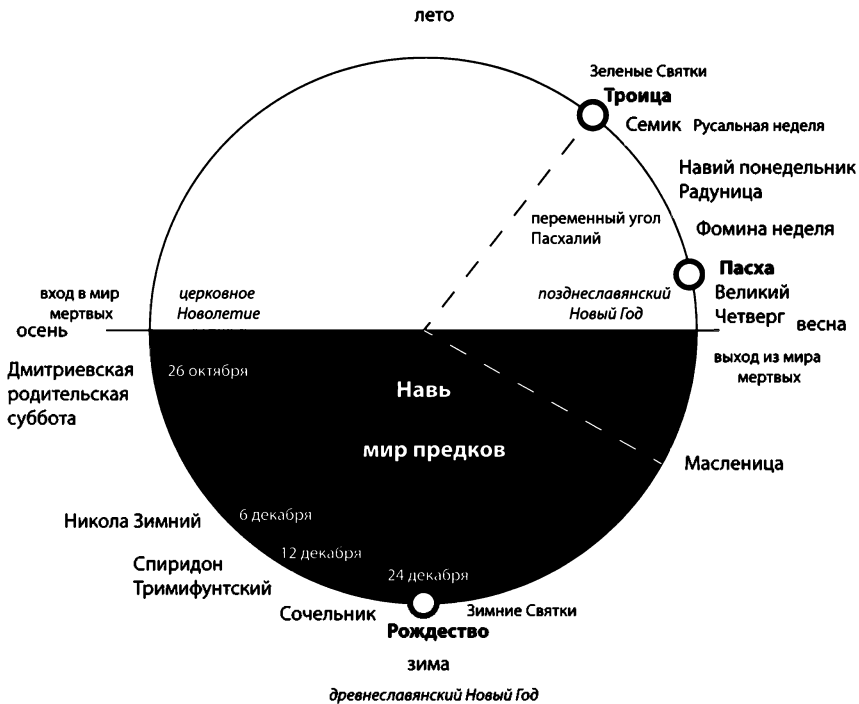 лето
Зеленые Святки
Троица
Семик Русальная неделя
Навий понедельник
Радуница
переменный угол
Пасхалий
Фомина неделя
Пасха
Великий
Четверг
весна
выход из мира
мертвых
позднеславянский
Новый Год
церковное
Новолетие
вход в мир
мертвых
осень
Дмитриевская
родительская
суббота
26 октября
Навь
мир предков
Масленица
Никола Зимний
6 декабря
12 декабря
Спиридон
Тримифунтский
24 декабря
Сочельник
Зимние Святки
Рождество
зима
древнеславянский Новый Год